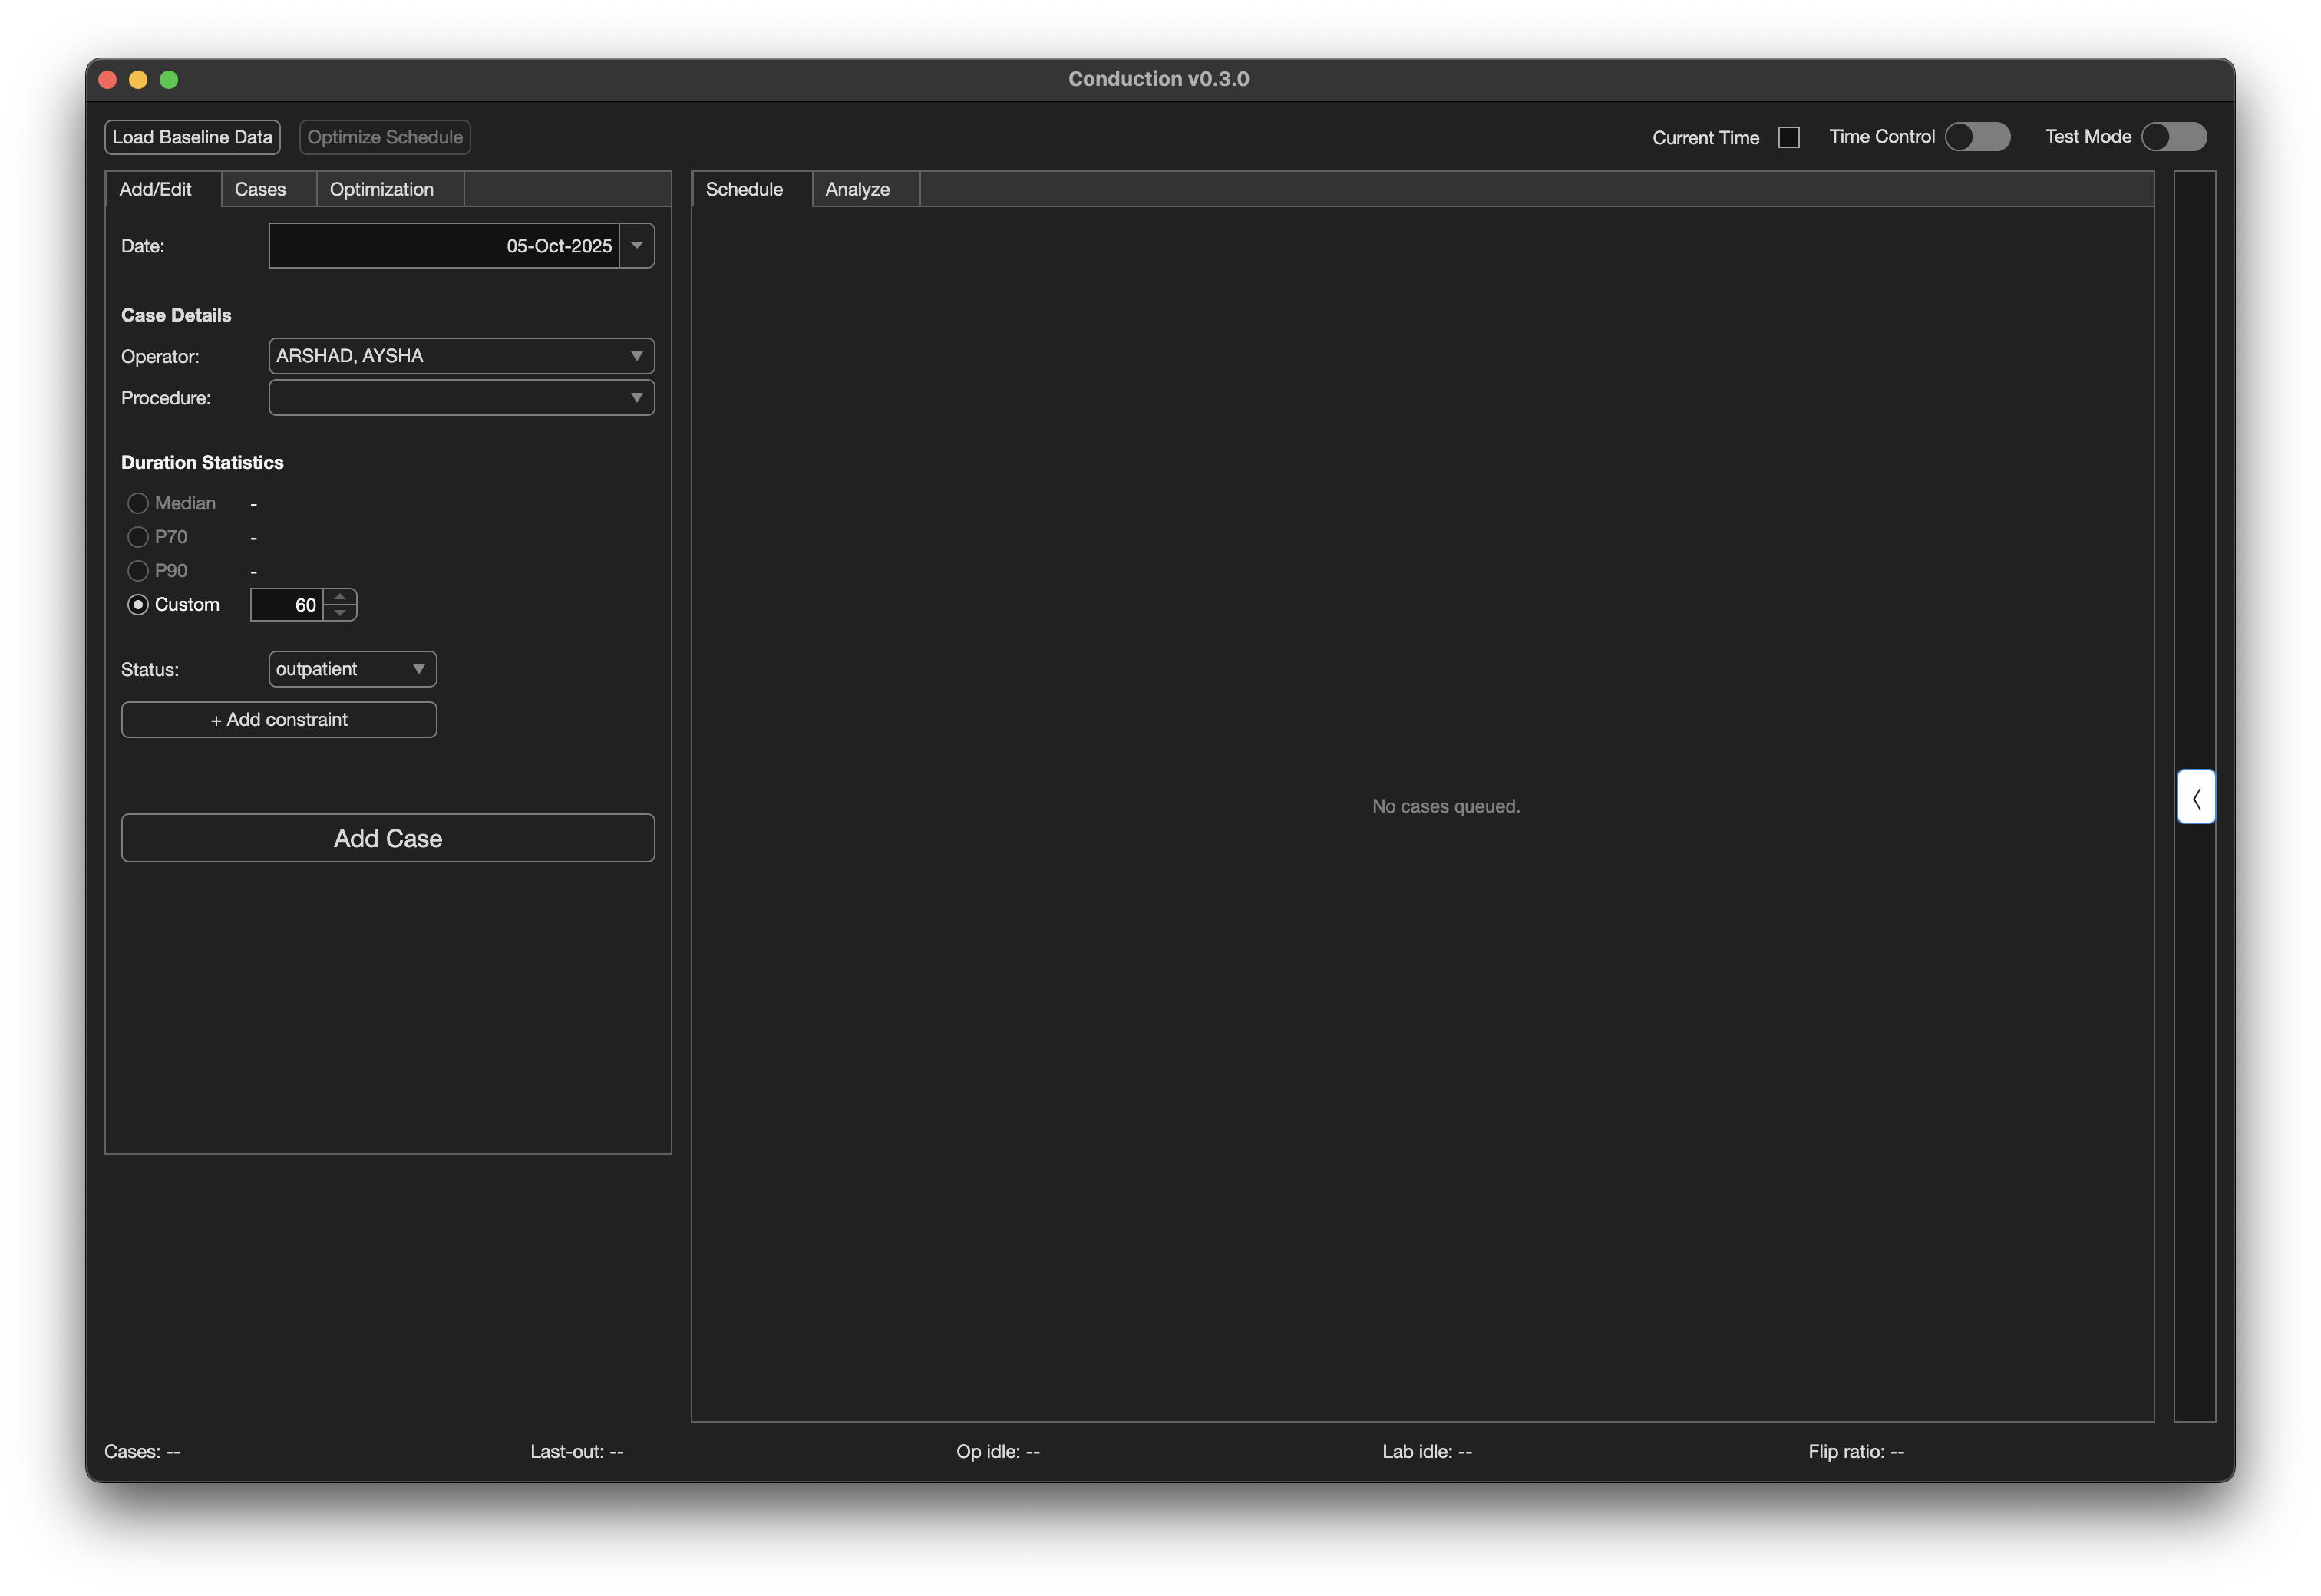 Conduction v0.3.0
Load Baseline Data Optimize Schedule Current Time Time Control Test Mode
Add/Edit Cases Optimization Schedule Analyze
Date: 05-Oct-2025
Case Details
Operator: ARSHAD, AYSHA
Procedure:
Duration Statistics
Median -
P70 -
P90 -
Custom 60
Status: outpatient
+ Add constraint
No cases queued.
Add Case
Cases: -- Last-out: -- Op idle: -- Lab idle: -- Flip ratio: --